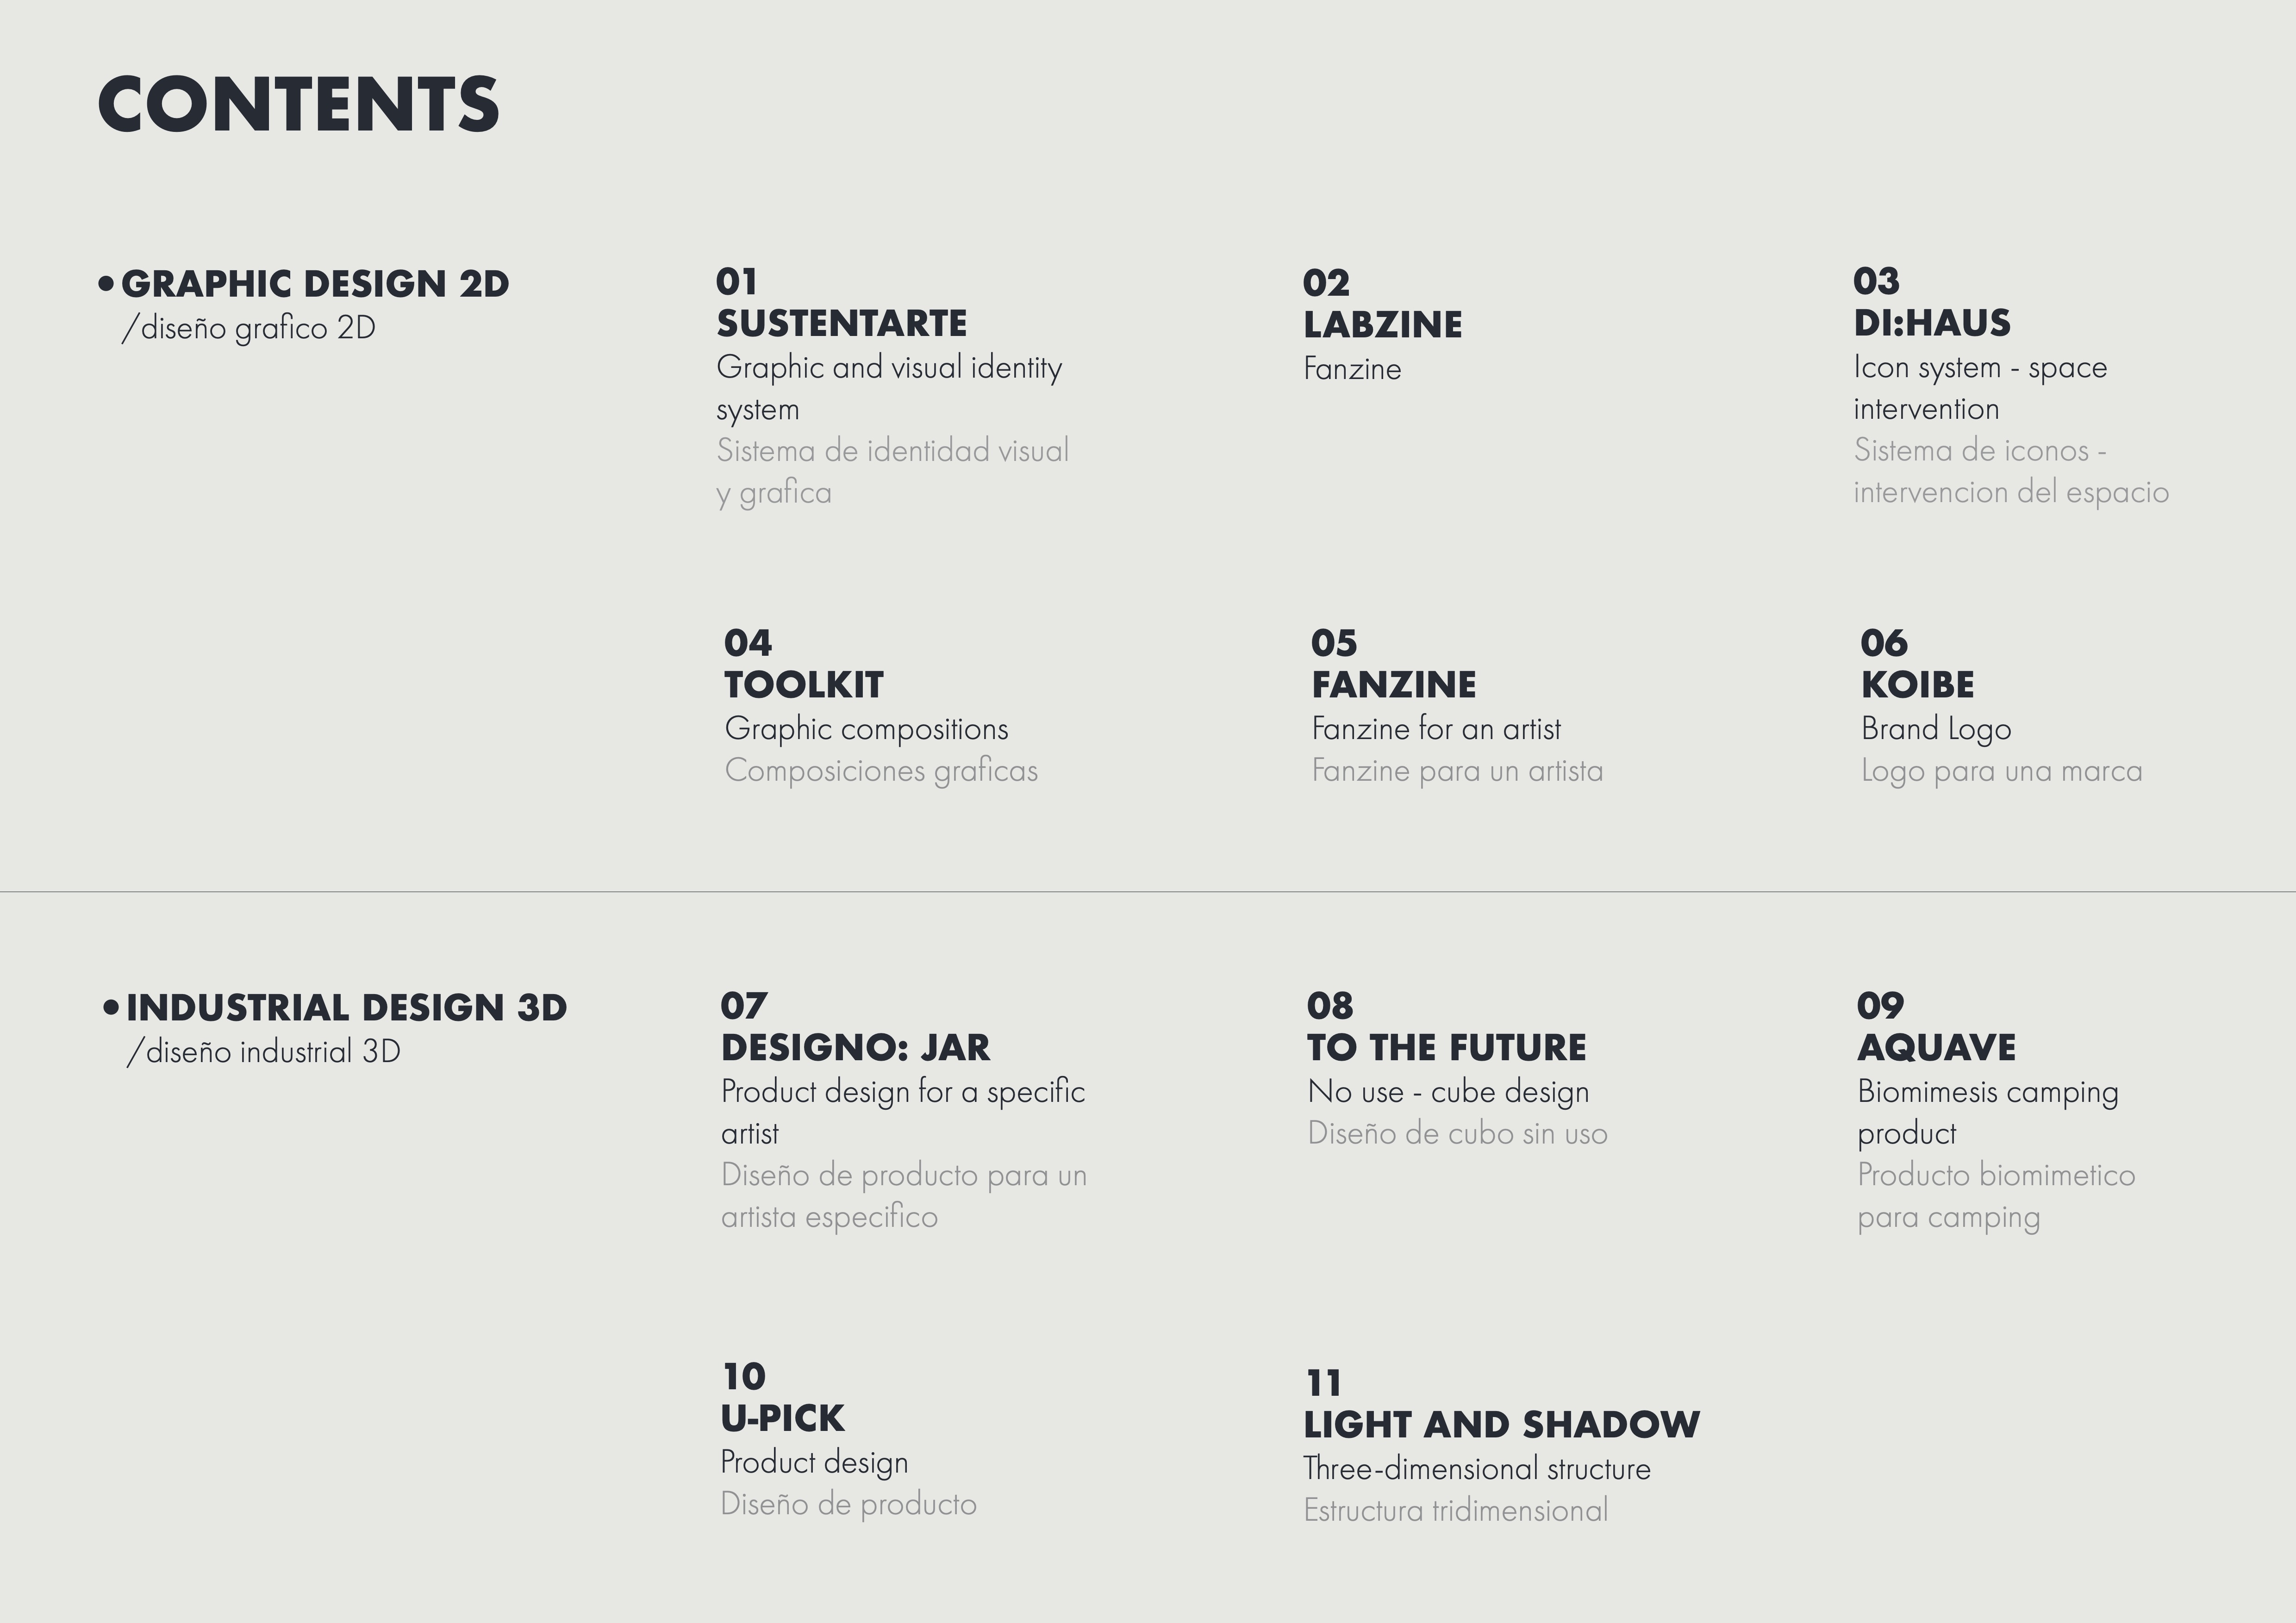 CONTENTS
• GRAPHIC DESIGN 2D
/diseño grafico 2D
01
SUSTENTARTE
Graphic and visual identity
system
Sistema de identidad visual
y grafica
02
LABZINE
Fanzine
03
DI:HAUS
Icon system - space
intervention
Sistema de iconos -
intervencion del espacio
04
TOOLKIT
Graphic compositions
Composiciones graficas
05
FANZINE
Fanzine for an artist
Fanzine para un artista
06
KOIBE
Brand Logo
Logo para una marca
• INDUSTRIAL DESIGN 3D
/diseño industrial 3D
07
DESIGNO: JAR
Product design for a specific
artist
Diseño de producto para un
artista especifico
08
TO THE FUTURE
No use - cube design
Diseño de cubo sin uso
09
AQUAVE
Biomimesis camping
product
Producto biomimetico
para camping
10
U-PICK
Product design
Diseño de producto
11
LIGHT AND SHADOW
Three-dimensional structure
Estructura tridimensional